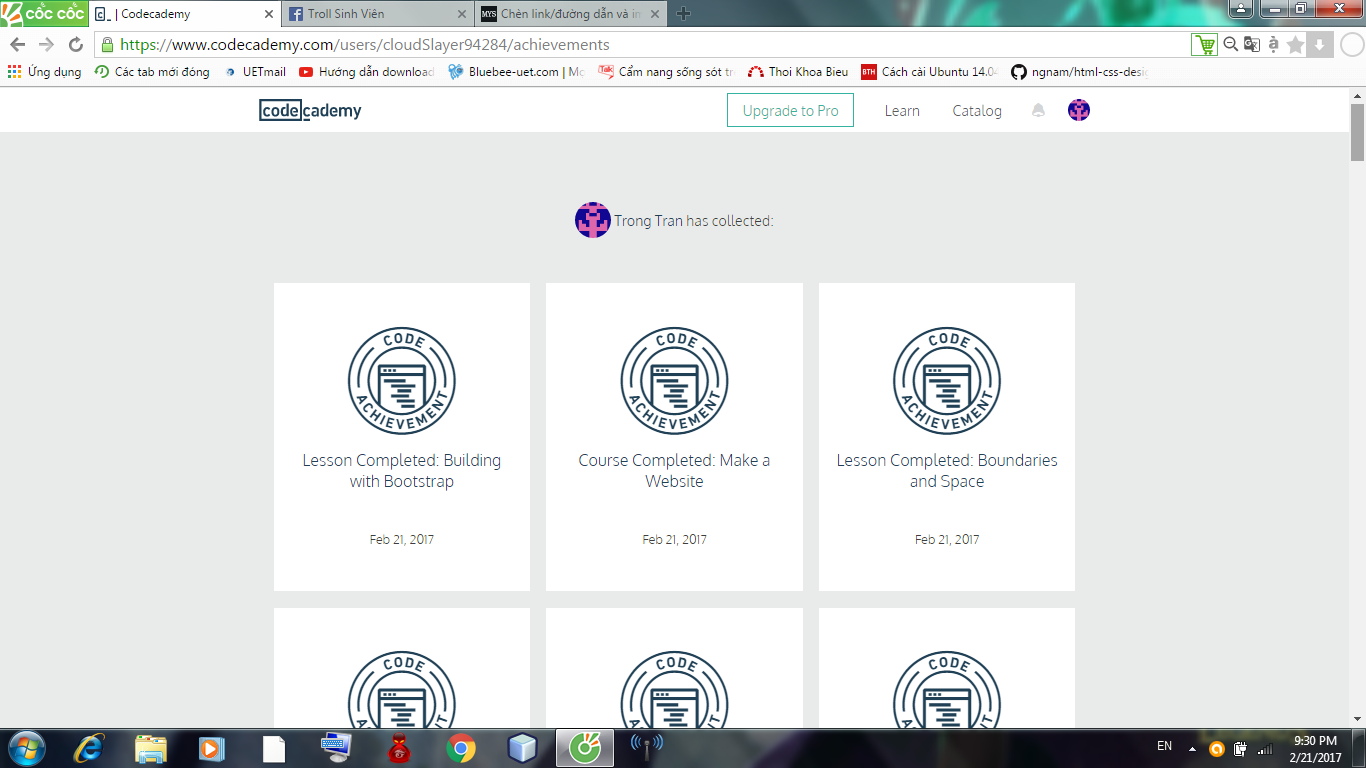 cốc cốc
| Codecademy
Troll Sinh Viên
MYS Chèn link/đường dẫn và
https://www.codecademy.com/users/cloudSlayer94284/achievements
Ứng dụng
Các tab mới đóng
UETmail
Hướng dẫn download
Bluebee-uet.com |
Cẩm nang sống sót
Thoi Khoa Bieu
BTH Cách cài Ubuntu 14.04
ngnam/html-css-desi
codecademy
Upgrade to Pro
Learn
Catalog
Trong Tran has collected:
CODE
ACHIEVEMENT
Lesson Completed: Building
with Bootstrap
Feb 21, 2017
CODE
ACHIEVEMENT
Course Completed: Make a
Website
Feb 21, 2017
CODE
ACHIEVEMENT
Lesson Completed: Boundaries
and Space
Feb 21, 2017
CODE
CODE
CODE
EN
9:30 PM
2/21/2017